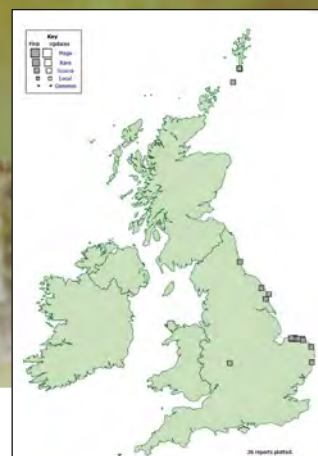 Key
First Updates
Mega
Rare
Scarce
Local
Common
26 reports plotted.